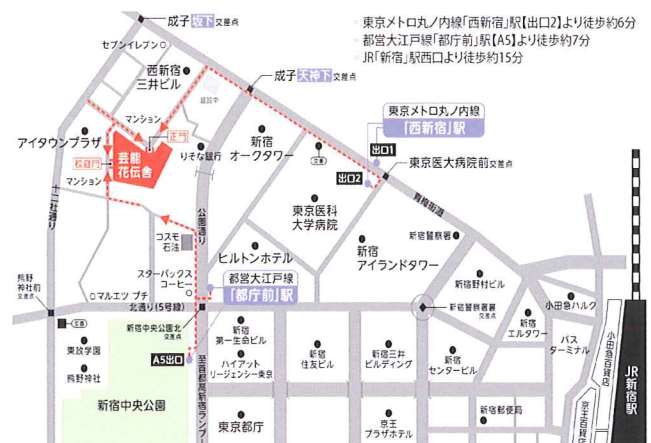 成子坂下交差点
・東京メトロ丸ノ内線「西新宿」駅【出口2】より徒歩約6分
・都営大江戸線「都庁前」駅【A5】より徒歩約7分
・JR「新宿」駅西口より徒歩約15分
セブンイレブン
西新宿
三井ビル
成子天神下交差点
東京メトロ丸ノ内線
「西新宿」駅
マンション
正門
アイタウンプラザ
校庭門
芸能
花伝舎
マンション
りそな銀行
新宿
オークタワー
交番
出口1
出口2
東京医大病院前交差点
青梅街道
十二社通り
公園通り
東京医科
大学病院
新宿警察署
コスモ
石油
ヒルトンホテル
新宿
アイランドタワー
スターバックス
コーヒー
都営大江戸線
「都庁前」駅
新宿野村ビル
熊野
神社前
交差点
マルエツ プチ
北通り(5号線)
新宿警察署裏
交差点
小田急ハルク
交番
新宿中央公園北
交差点
A5出口
新宿
第一生命ビル
新宿
エルタワー
バス
ターミナル
小田急百貨店
東放学園
熊野神社
ハイアット
リージェンシー東京
新宿
住友ビル
新宿三井
ビルディング
新宿
センタービル
JR新宿駅
新宿中央公園
至首都高新宿ランプ
東京都庁
京王
プラザホテル
新宿郵便局
京王百貨店